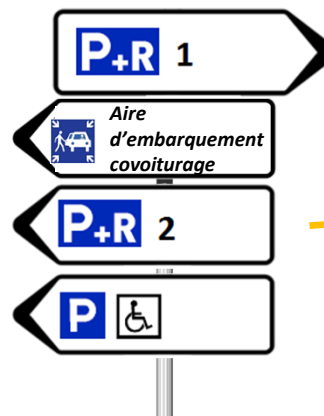 P+R 1
Aire
d'embarquement
covoiturage
P+R 2
P